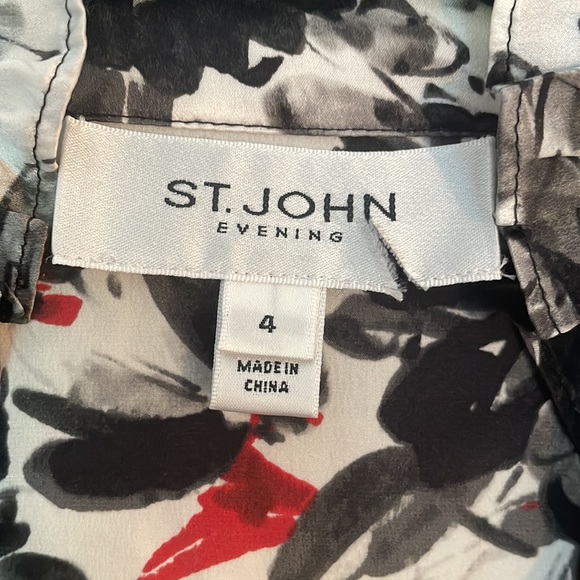 ST. JOHN
EVENING
4
MADE IN
CHINA